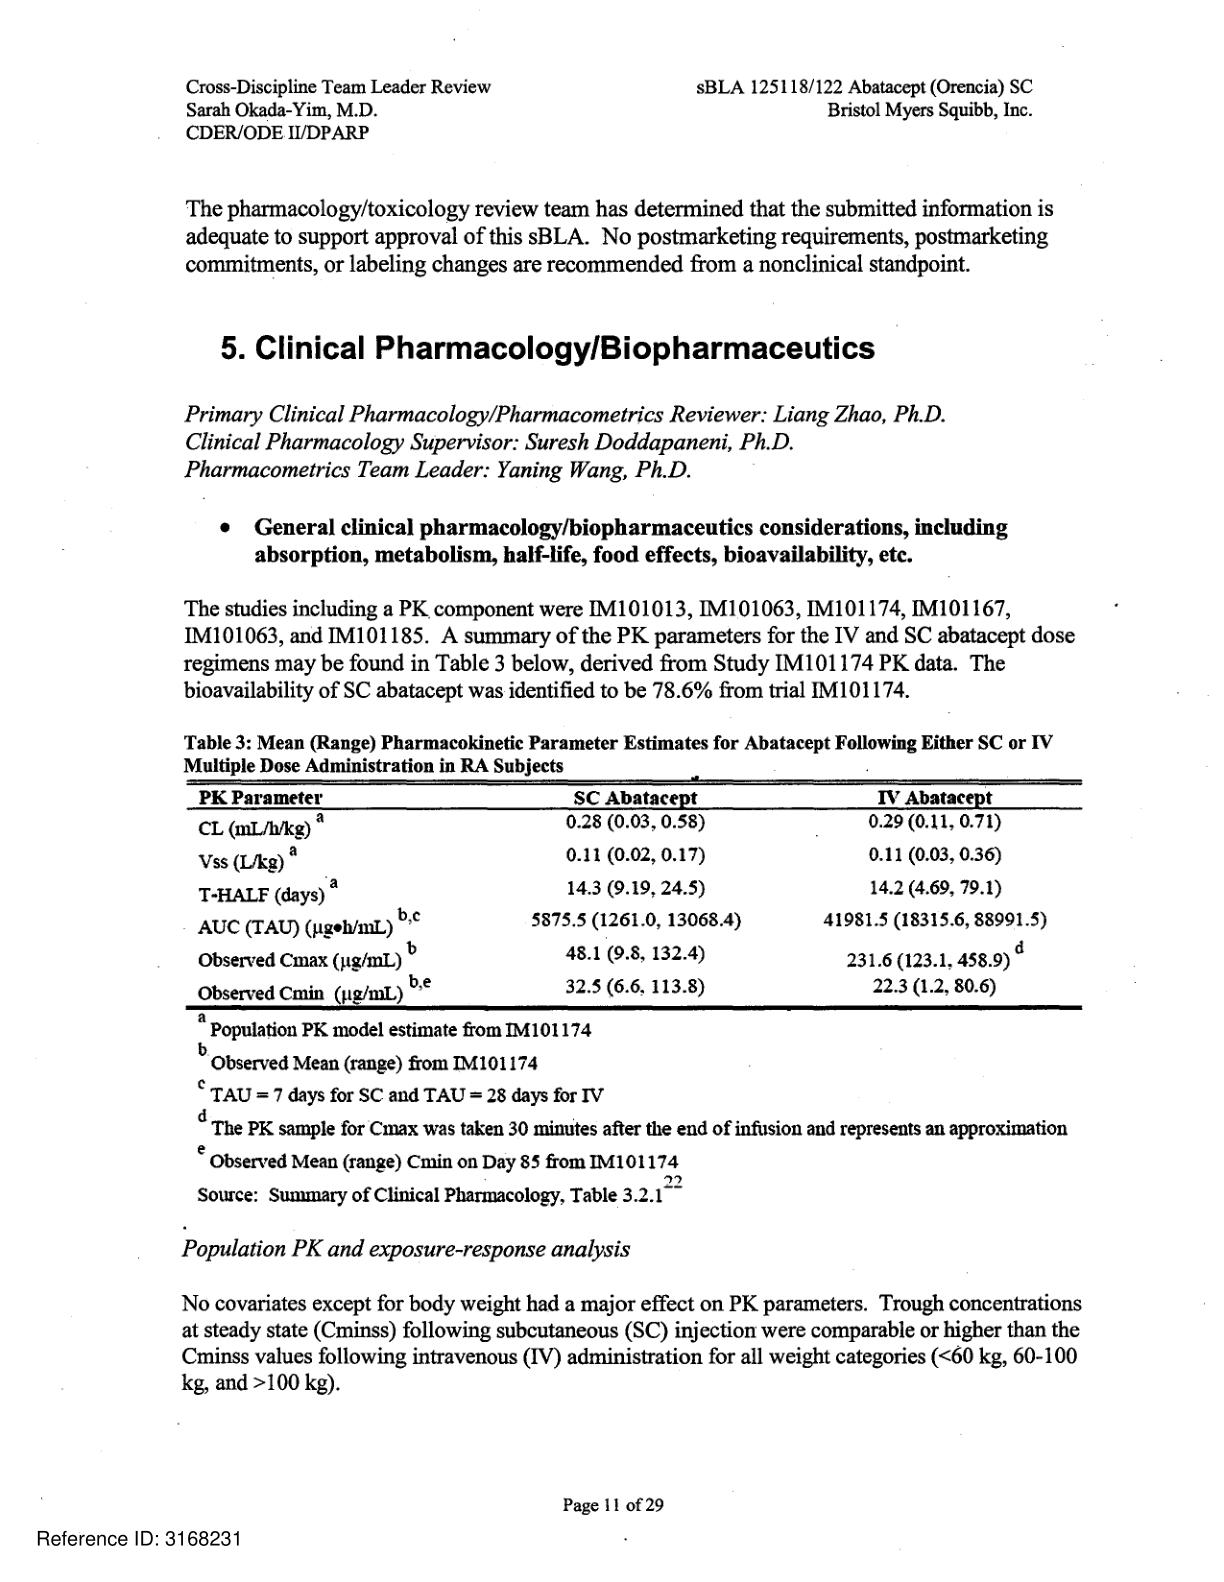 Cross-Discipline Team Leader Review
sBLA 125118/122 Abatacept (Orencia) SC
Sarah Okada-Yim, M.D.
Bristol Myers Squibb, Inc.
CDER/ODE II/DPARP
The pharmacology/toxicology review team has determined that the submitted information is
adequate to support approval of this sBLA. No postmarketing requirements, postmarketing
commitments, or labeling changes are recommended from a nonclinical standpoint.
5. Clinical Pharmacology/Biopharmaceutics
Primary Clinical Pharmacology/Pharmacometrics Reviewer: Liang Zhao, Ph.D.
Clinical Pharmacology Supervisor: Suresh Doddapaneni, Ph.D.
Pharmacometrics Team Leader: Yaning Wang, Ph.D.
• General clinical pharmacology/biopharmaceutics considerations, including
absorption, metabolism, half-life, food effects, bioavailability, etc.
The studies including a PK component were IM101013, IM101063, IM101174, IM101167,
IM101063, and IM101185. A summary of the PK parameters for the IV and SC abatacept dose
regimens may be found in Table 3 below, derived from Study IM101174 PK data. The
bioavailability of SC abatacept was identified to be 78.6% from trial IM101174.
Table 3: Mean (Range) Pharmacokinetic Parameter Estimates for Abatacept Following Either SC or IV
Multiple Dose Administration in RA Subjects
PK Parameter SC Abatacept IV Abatacept
CL (mL/h/kg) a 0.28 (0.03, 0.58) 0.29 (0.11, 0.71)
Vss (L/kg) a 0.11 (0.02, 0.17) 0.11 (0.03, 0.36)
T-HALF (days) a 14.3 (9.19, 24.5) 14.2 (4.69, 79.1)
AUC (TAU) (µg•h/mL) b,c 5875.5 (1261.0, 13068.4) 41981.5 (18315.6, 88991.5)
Observed Cmax (µg/mL) b 48.1 (9.8, 132.4) 231.6 (123.1, 458.9) d
Observed Cmin (µg/mL) b,e 32.5 (6.6, 113.8) 22.3 (1.2, 80.6)
a Population PK model estimate from IM101174
b Observed Mean (range) from IM101174
c TAU = 7 days for SC and TAU = 28 days for IV
d The PK sample for Cmax was taken 30 minutes after the end of infusion and represents an approximation
e Observed Mean (range) Cmin on Day 85 from IM101174
Source: Summary of Clinical Pharmacology, Table 3.2.1 22
Population PK and exposure-response analysis
No covariates except for body weight had a major effect on PK parameters. Trough concentrations
at steady state (Cminss) following subcutaneous (SC) injection were comparable or higher than the
Cminss values following intravenous (IV) administration for all weight categories (<60 kg, 60-100
kg, and >100 kg).
Page 11 of 29
Reference ID: 3168231